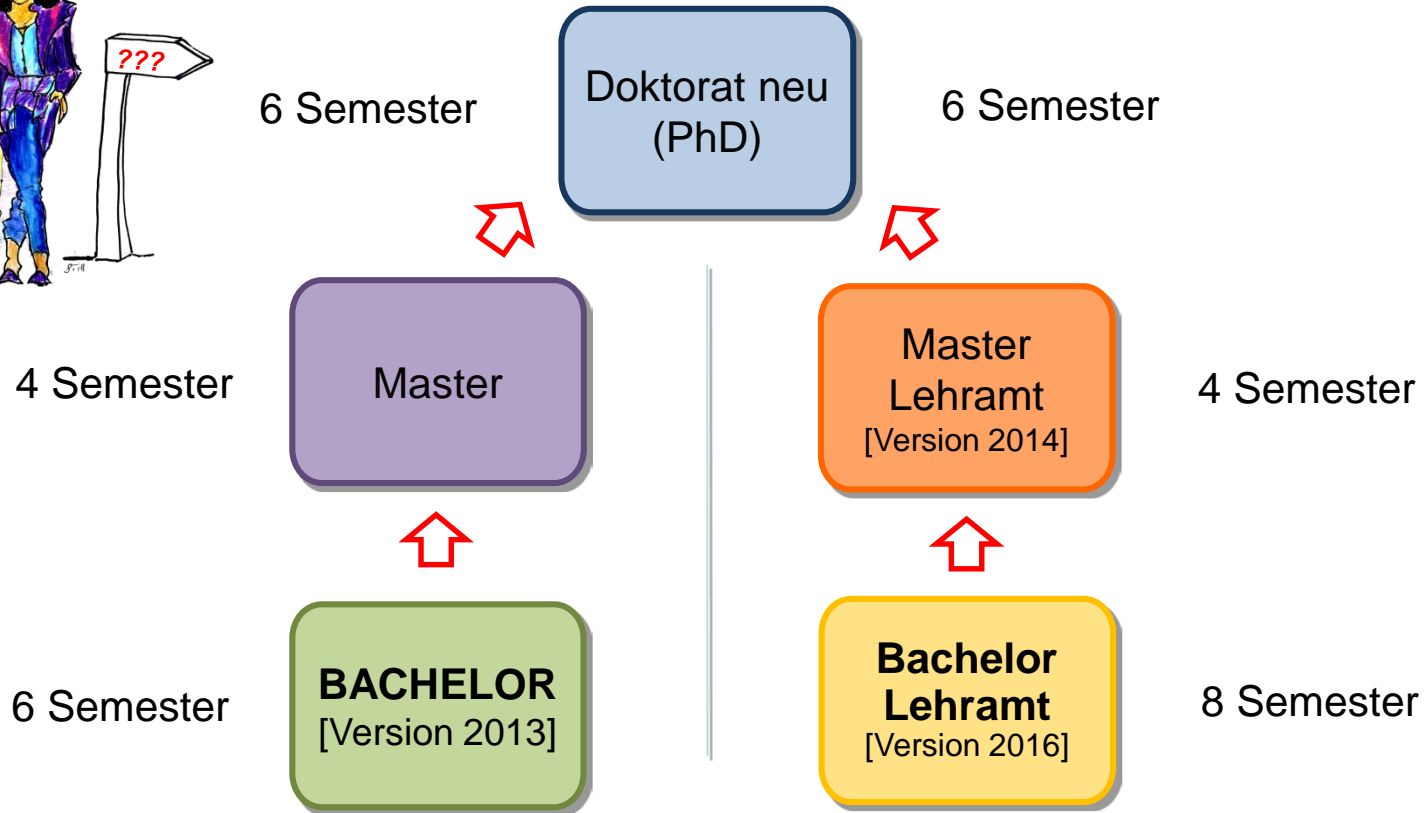 ???
6 Semester
Doktorat neu
(PhD)
6 Semester
4 Semester
Master
Master
Lehramt
[Version 2014]
4 Semester
6 Semester
BACHELOR
[Version 2013]
Bachelor
Lehramt
[Version 2016]
8 Semester